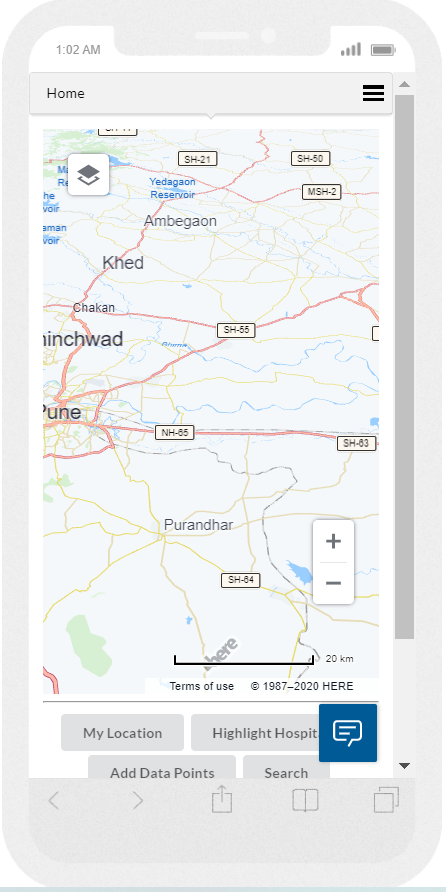 1:02 AM
Home
SH-21
SH-50
MSH-2
Yedagaon
Reservoir
Ambegaon
Khed
Chakan
SH-55
hinchwad
Bhima
Pune
NH-65
SH-63
Purandhar
SH-64
here
20 km
Terms of use © 1987–2020 HERE
My Location
Highlight Hospit
Add Data Points
Search